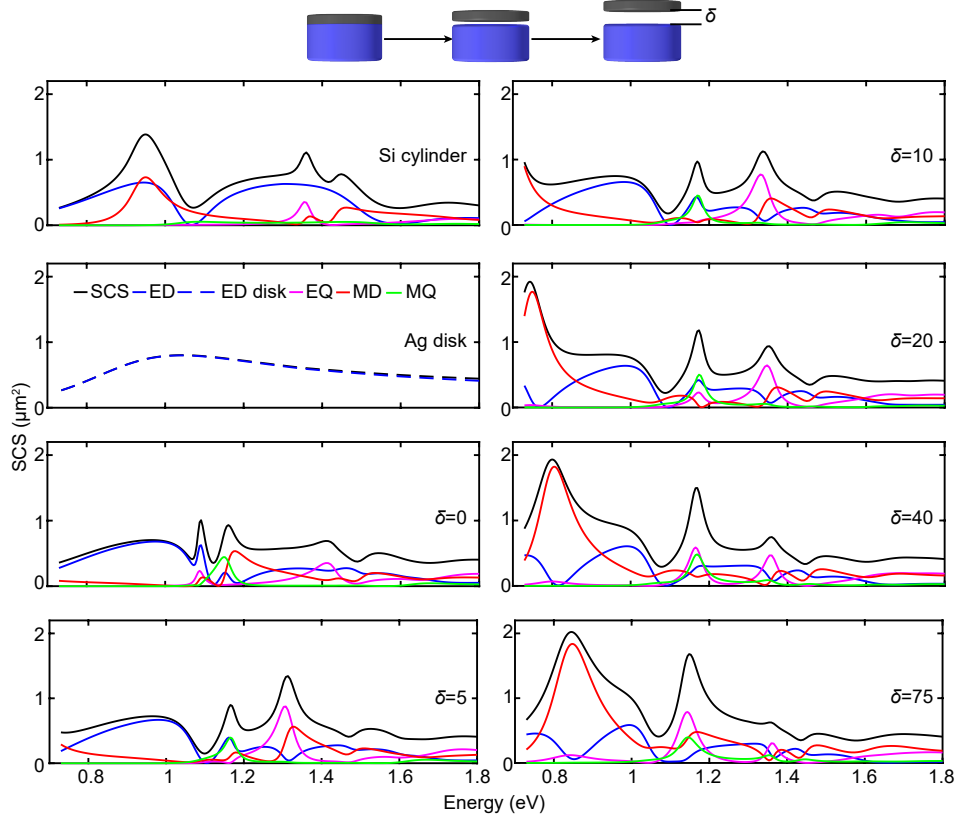 δ
2
1
0
Si cylinder
2
1
0
δ=10
2
1
0
SCS ED ED disk EQ MD MQ
Ag disk
2
1
0
δ=20
SCS (μm²)
2
1
0
δ=0
2
1
0
δ=40
2
1
0
δ=5
0.8 1 1.2 1.4 1.6 1.8
2
1
0
δ=75
0.8 1 1.2 1.4 1.6 1.8
Energy (eV)